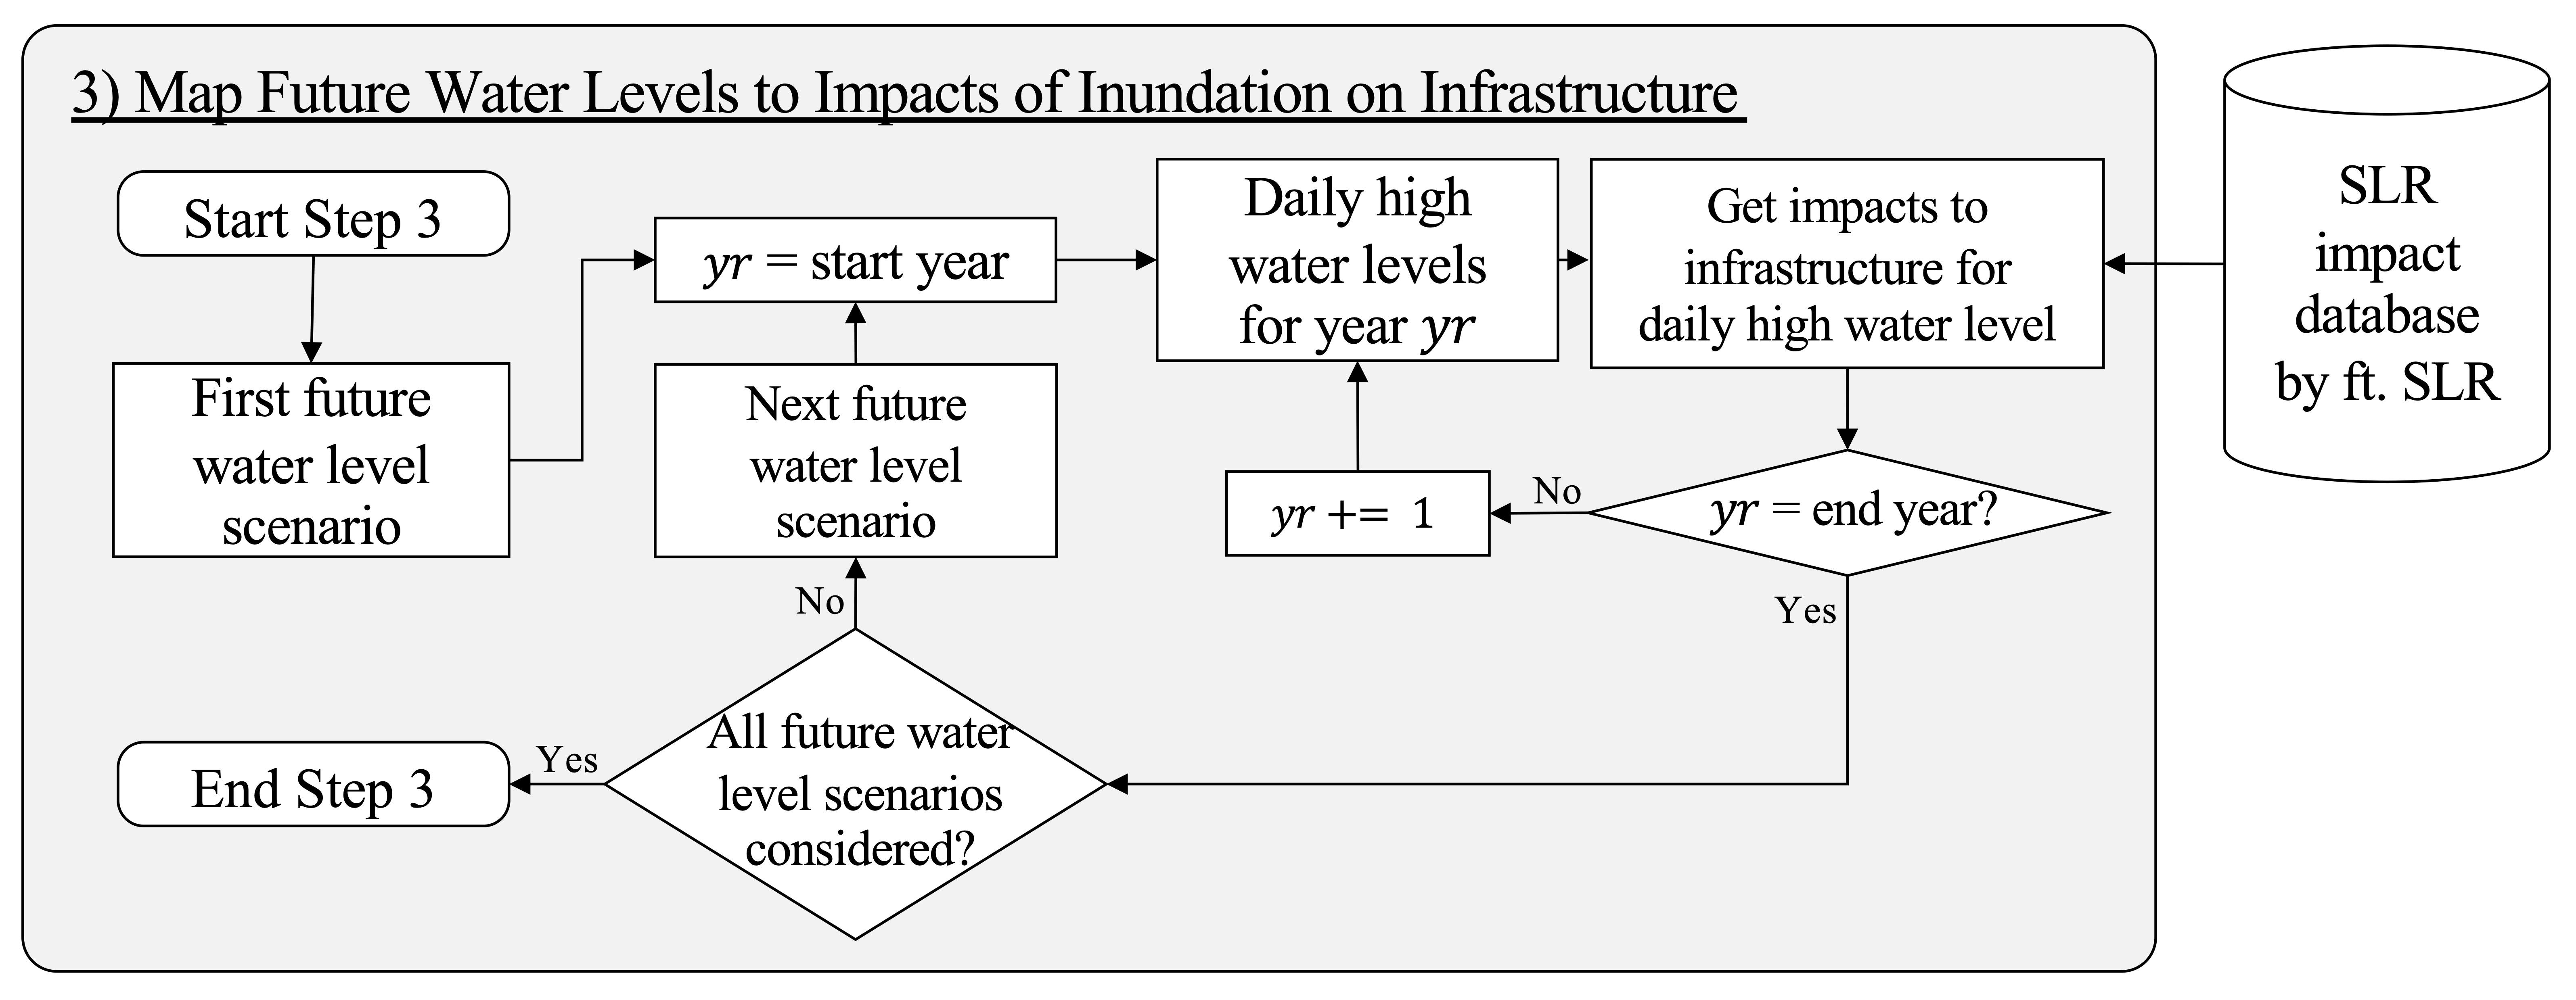 3) Map Future Water Levels to Impacts of Inundation on Infrastructure
Start Step 3
First future
water level
scenario
yr = start year
Next future
water level
scenario
Daily high
water levels
for year yr
Get impacts to
infrastructure for
daily high water level
SLR
impact
database
by ft. SLR
yr = end year?
No
yr += 1
Yes
All future water
level scenarios
considered?
No
Yes
End Step 3